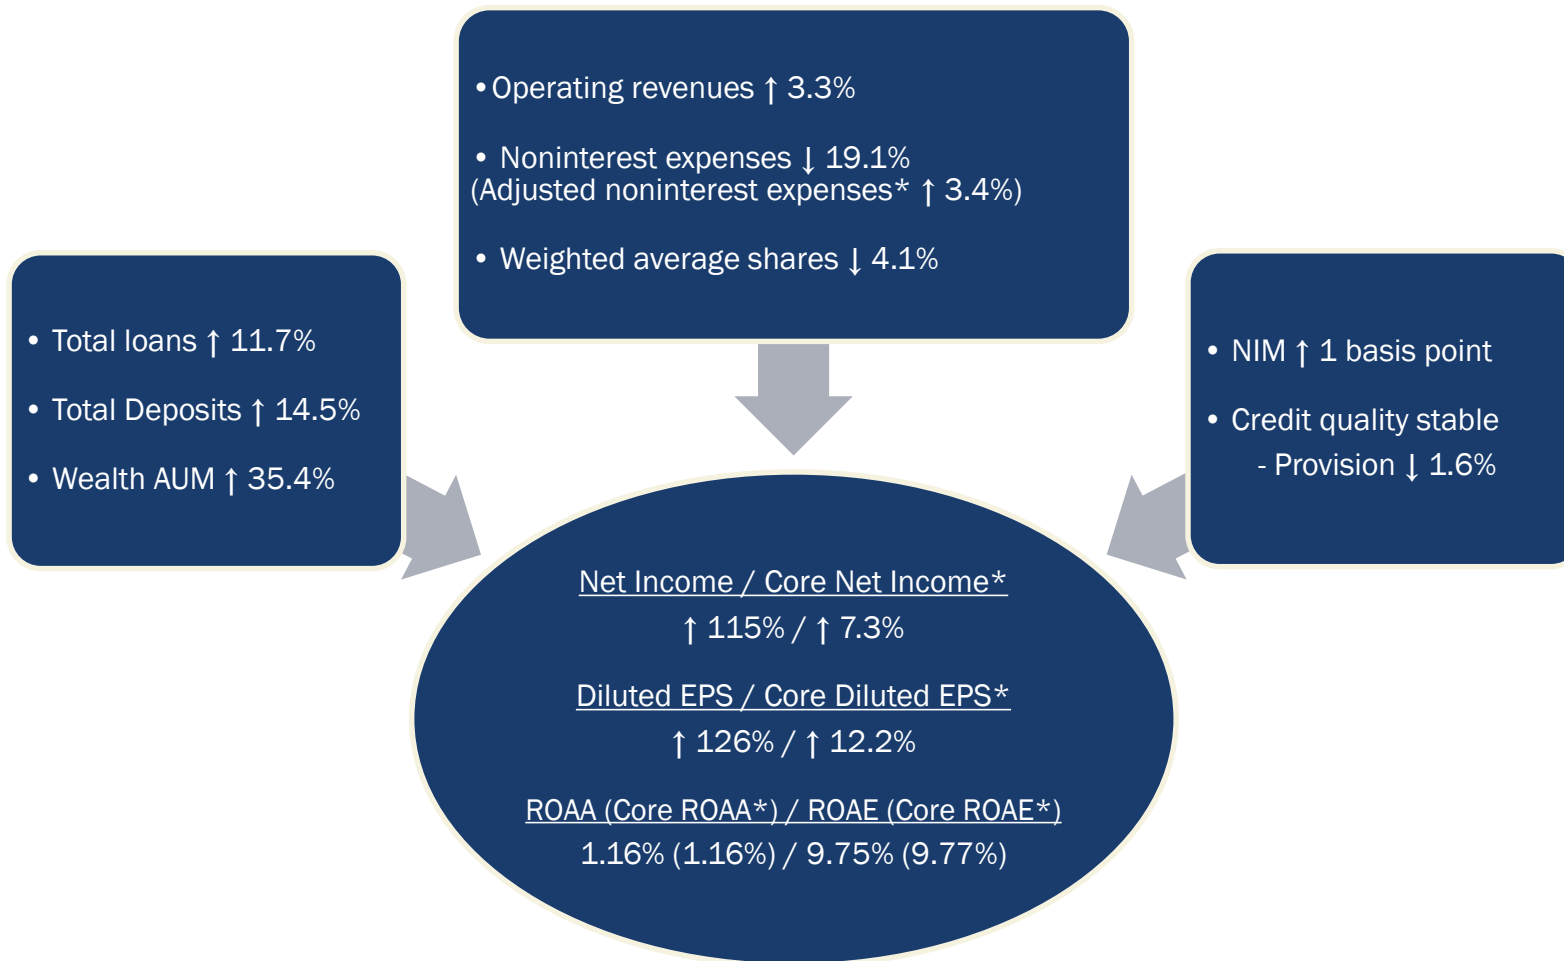 •Operating revenues ↑ 3.3%
• Noninterest expenses ↓ 19.1%
(Adjusted noninterest expenses* ↑ 3.4%)
• Weighted average shares ↓ 4.1%
• Total loans ↑ 11.7%
• Total Deposits ↑ 14.5%
• Wealth AUM ↑ 35.4%
• NIM ↑ 1 basis point
• Credit quality stable
- Provision ↓ 1.6%
Net Income / Core Net Income*
↑ 115% / ↑ 7.3%
Diluted EPS / Core Diluted EPS*
↑ 126% / ↑ 12.2%
ROAA (Core ROAA*) / ROAE (Core ROAE*)
1.16% (1.16%) / 9.75% (9.77%)